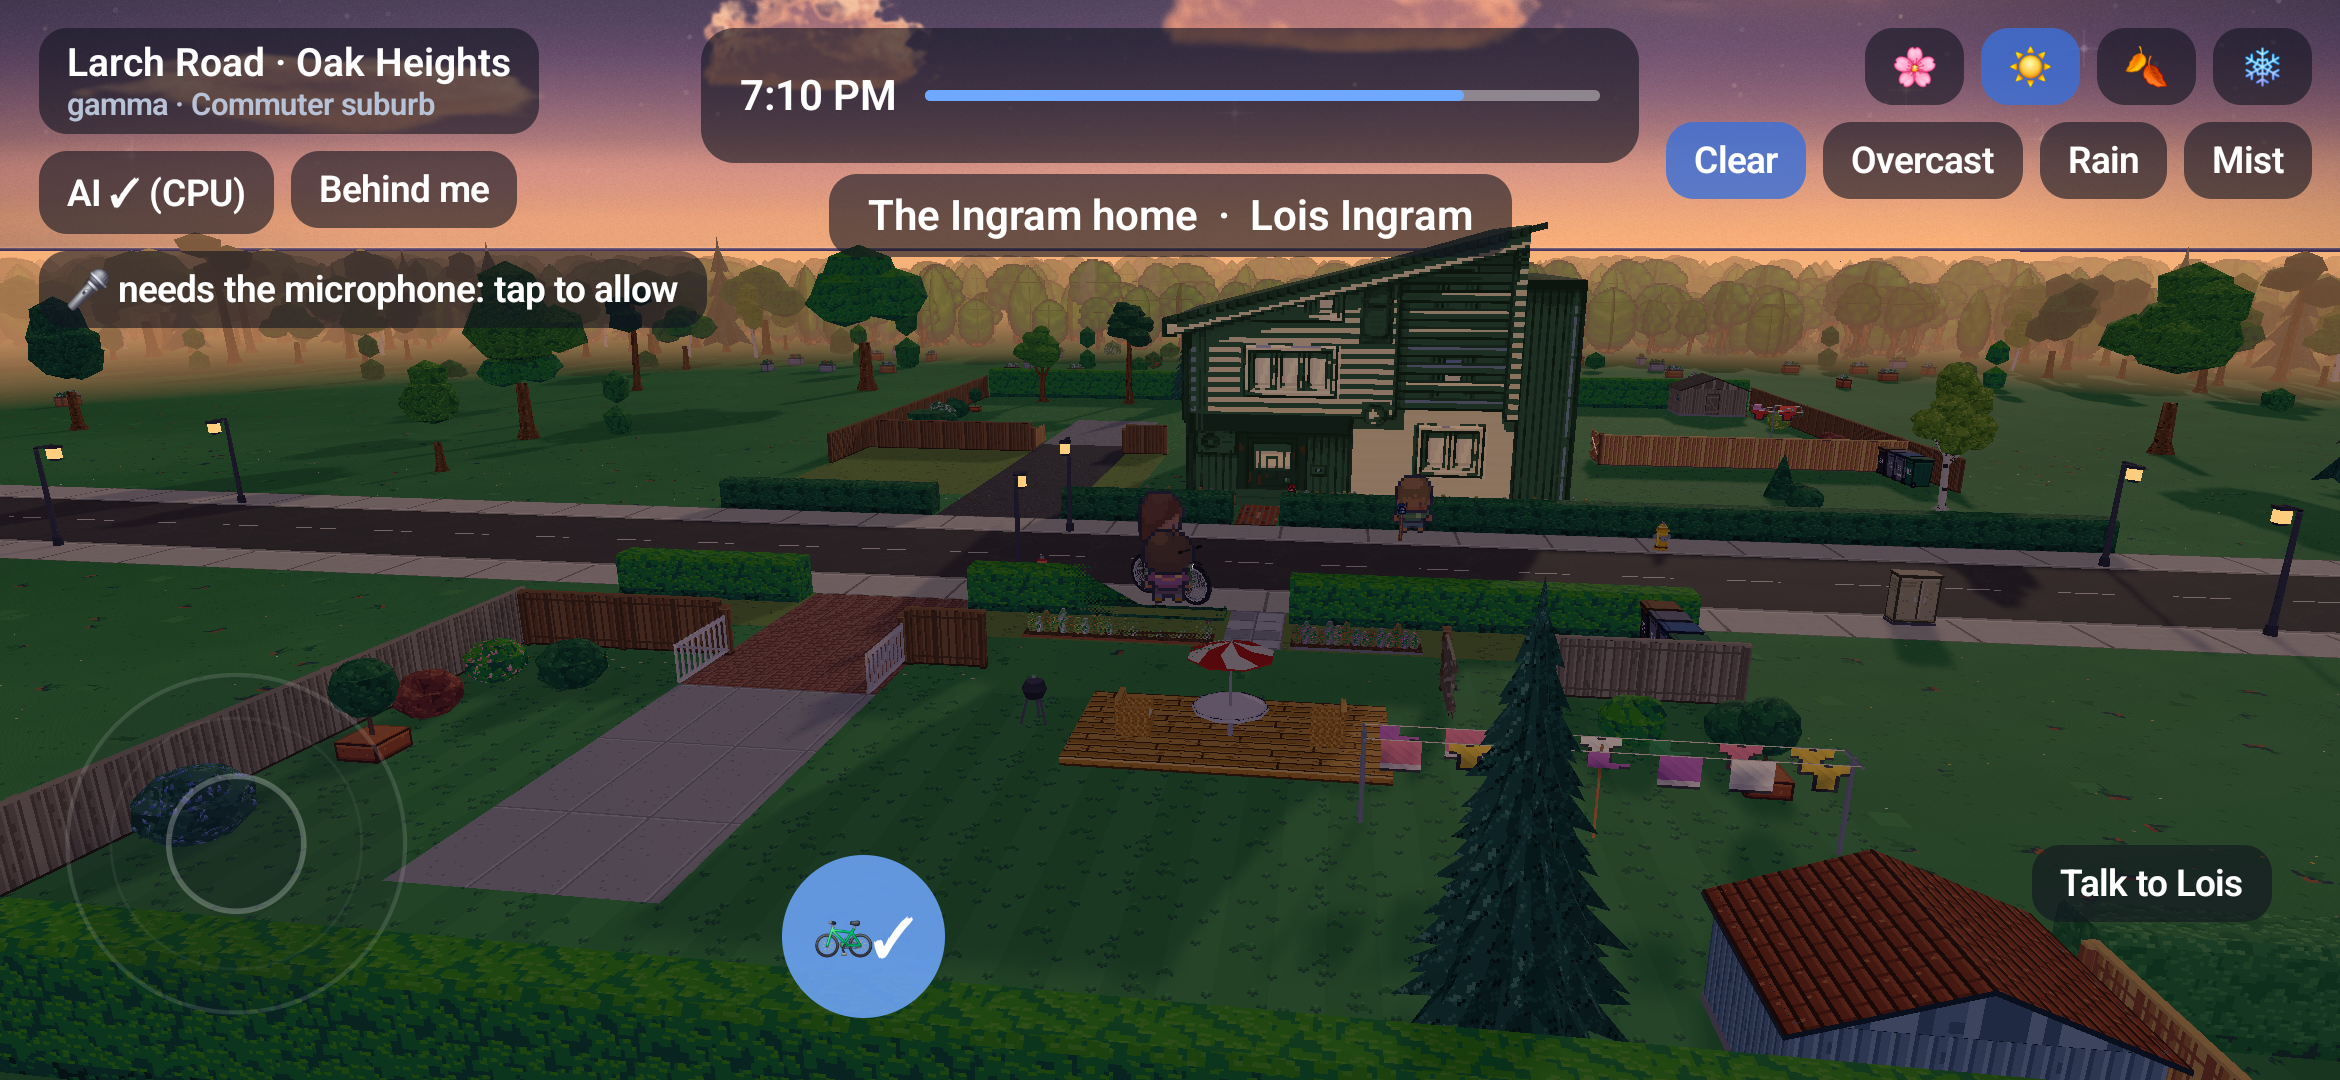 Larch Road · Oak Heights
gamma · Commuter suburb
7:10 PM
AI ✓ (CPU)
Behind me
Clear
Overcast
Rain
Mist
The Ingram home · Lois Ingram
needs the microphone: tap to allow
Talk to Lois